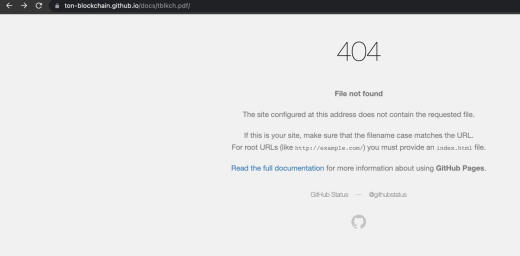 ton-blockchain.github.io/docs/tblkch.pdf/
404
File not found
The site configured at this address does not contain the requested file.
If this is your site, make sure that the filename case matches the URL.
For root URLs (like http://example.com/) you must provide an index.html file.
Read the full documentation for more information about using GitHub Pages.
GitHub Status — @githubstatus